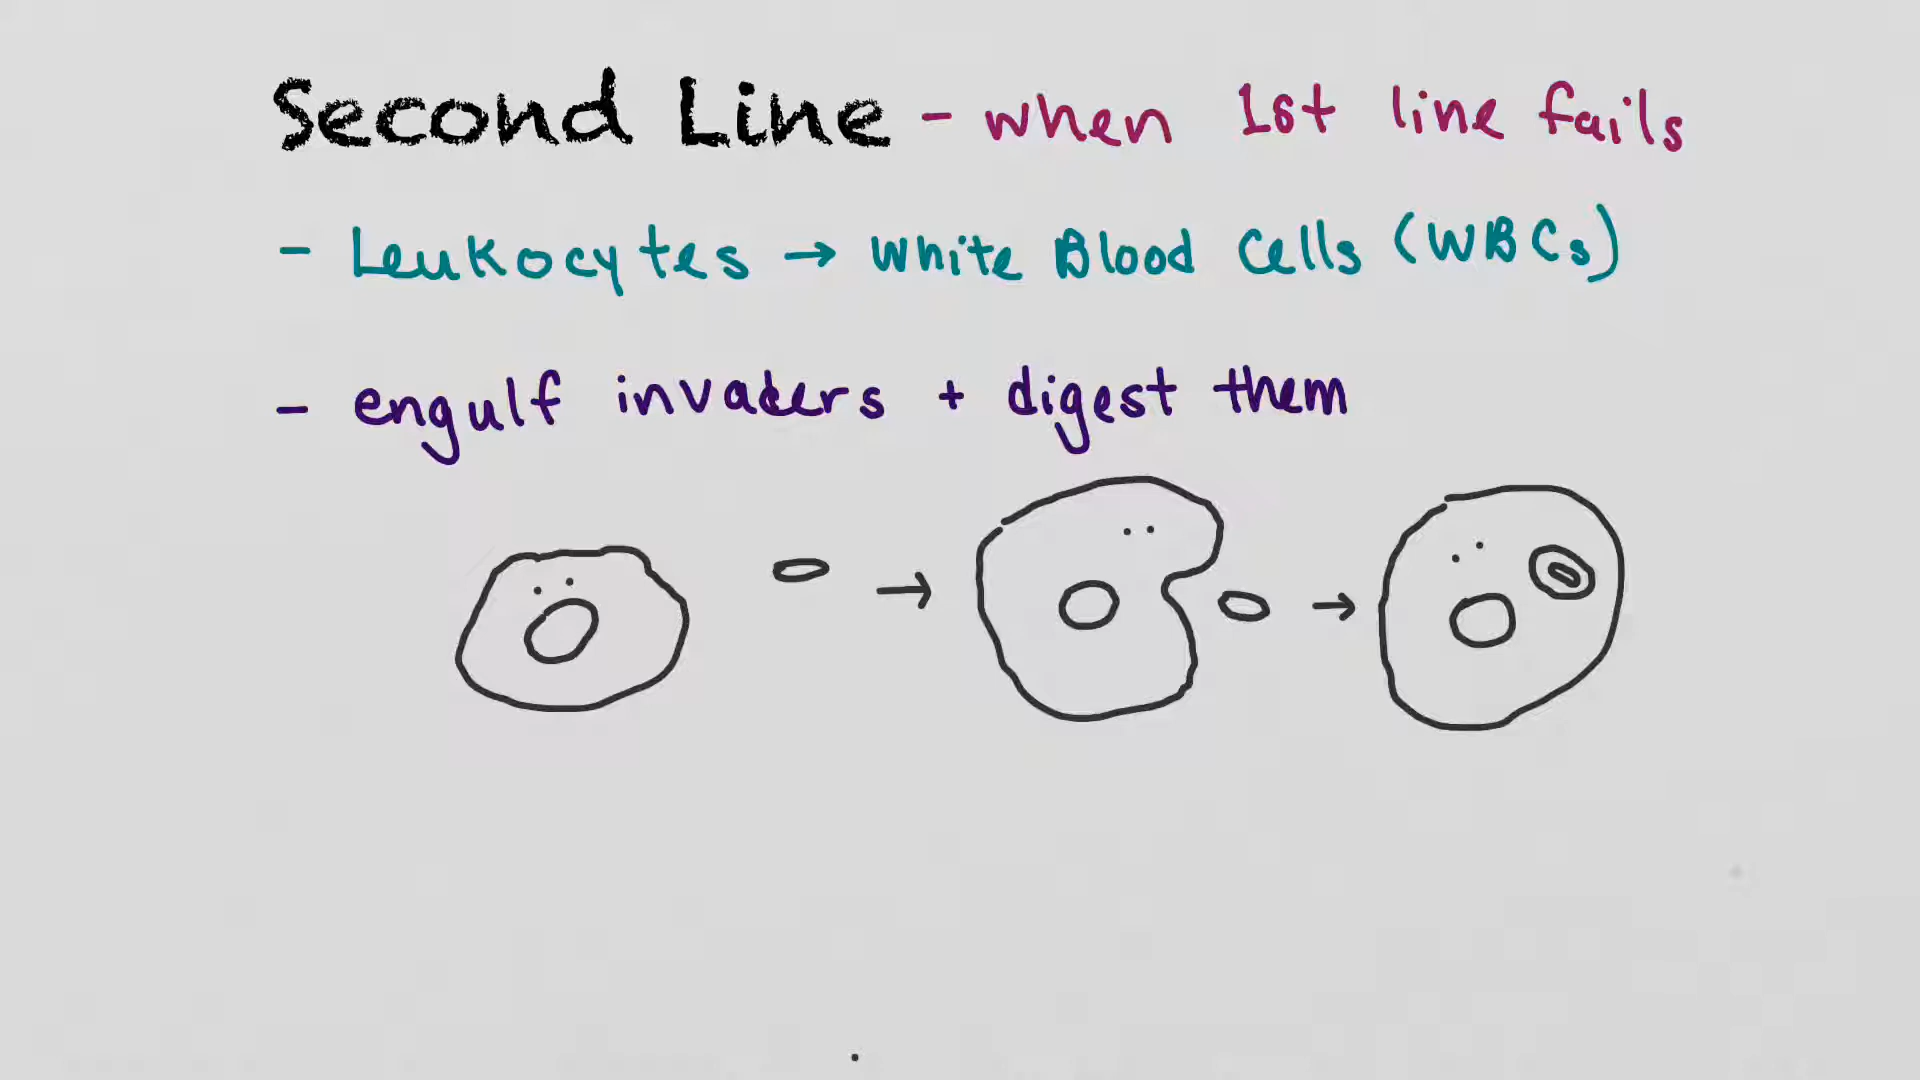 Second Line - when 1st line fails
- Leukocytes → White Blood Cells (WBCs)
- engulf invaders + digest them